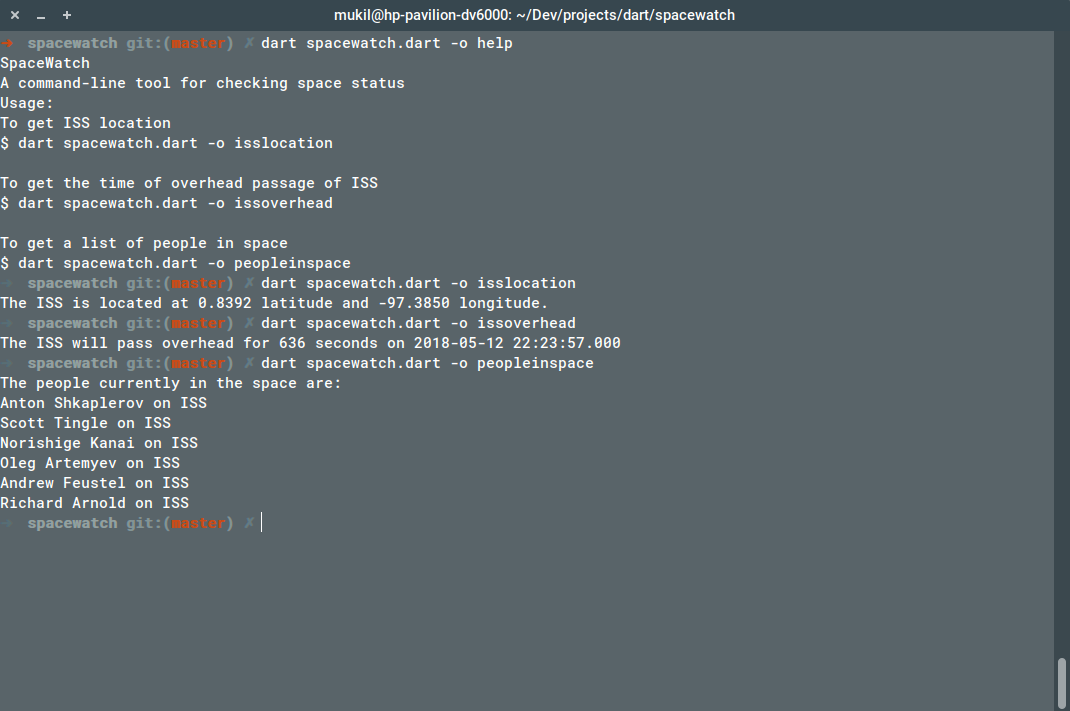 mukil@hp-pavilion-dv6000: ~/Dev/projects/dart/spacewatch
➜ spacewatch git:(master) ✗ dart spacewatch.dart -o help
SpaceWatch
A command-line tool for checking space status
Usage:
To get ISS location
$ dart spacewatch.dart -o isslocation
To get the time of overhead passage of ISS
$ dart spacewatch.dart -o issoverhead
To get a list of people in space
$ dart spacewatch.dart -o peopleinspace
➜ spacewatch git:(master) ✗ dart spacewatch.dart -o isslocation
The ISS is located at 0.8392 latitude and -97.3850 longitude.
➜ spacewatch git:(master) ✗ dart spacewatch.dart -o issoverhead
The ISS will pass overhead for 636 seconds on 2018-05-12 22:23:57.000
➜ spacewatch git:(master) ✗ dart spacewatch.dart -o peopleinspace
The people currently in the space are:
Anton Shkaplerov on ISS
Scott Tingle on ISS
Norishige Kanai on ISS
Oleg Artemyev on ISS
Andrew Feustel on ISS
Richard Arnold on ISS
➜ spacewatch git:(master) ✗